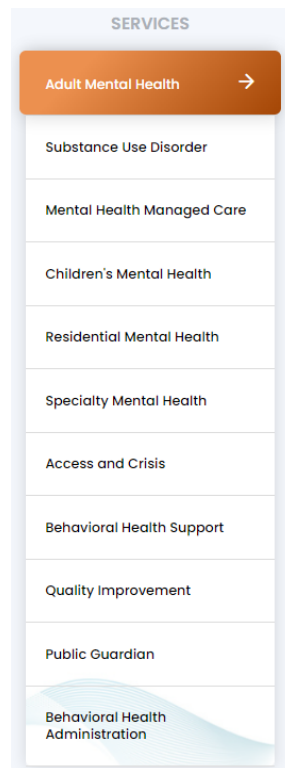 SERVICES
Adult Mental Health
Substance Use Disorder
Mental Health Managed Care
Children's Mental Health
Residential Mental Health
Specialty Mental Health
Access and Crisis
Behavioral Health Support
Quality Improvement
Public Guardian
Behavioral Health
Administration